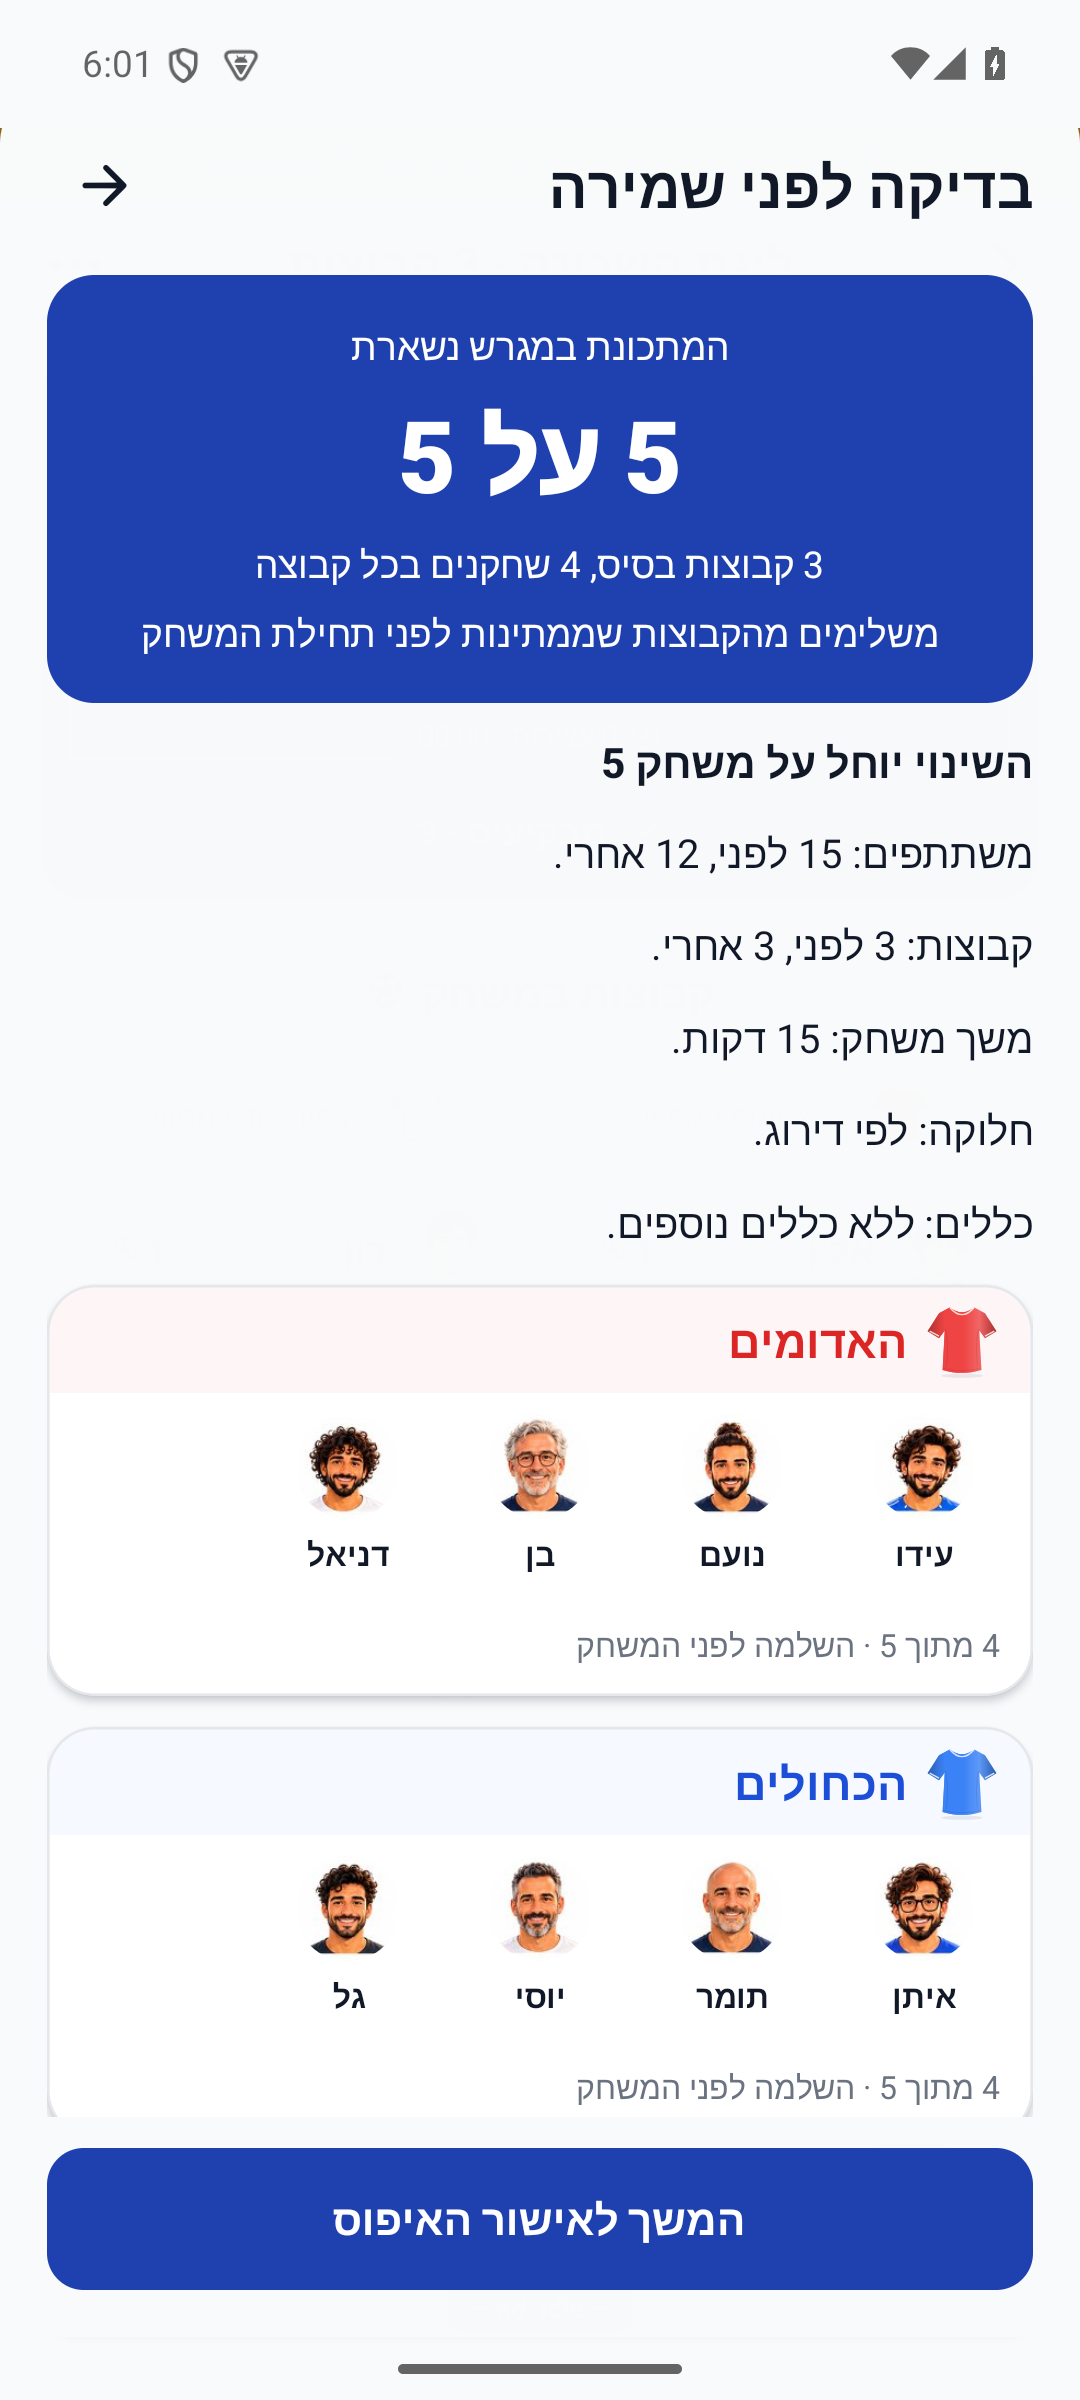 6:01
בדיקה לפני שמירה
המתכונת במגרש נשארת
5 על 5
3 קבוצות בסיס, 4 שחקנים בכל קבוצה
משלימים מהקבוצות שממתינות לפני תחילת המשחק
השינוי יוחל על משחק 5
משתתפים: 15 לפני, 12 אחרי.
קבוצות: 3 לפני, 3 אחרי.
משך משחק: 15 דקות.
חלוקה: לפי דירוג.
כללים: ללא כללים נוספים.
האדומים
עידו נועם בן דניאל
4 מתוך 5 · השלמה לפני המשחק
הכחולים
איתן תומר יוסי גל
4 מתוך 5 · השלמה לפני המשחק
המשך לאישור האיפוס